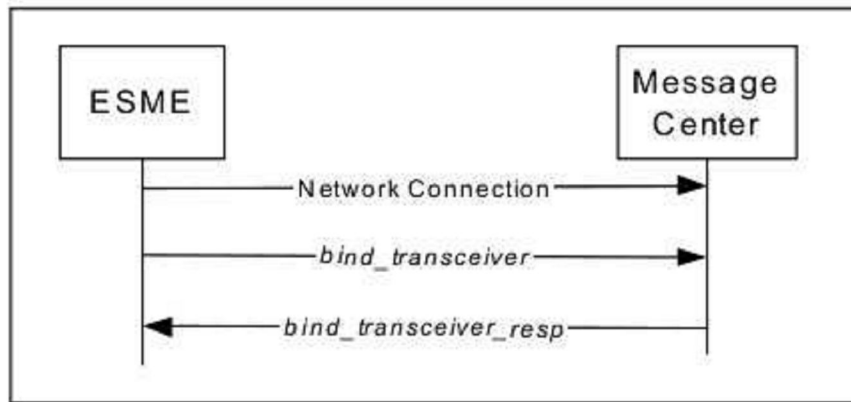 ESME
Message
Center
Network Connection
bind_transceiver
bind_transceiver_resp